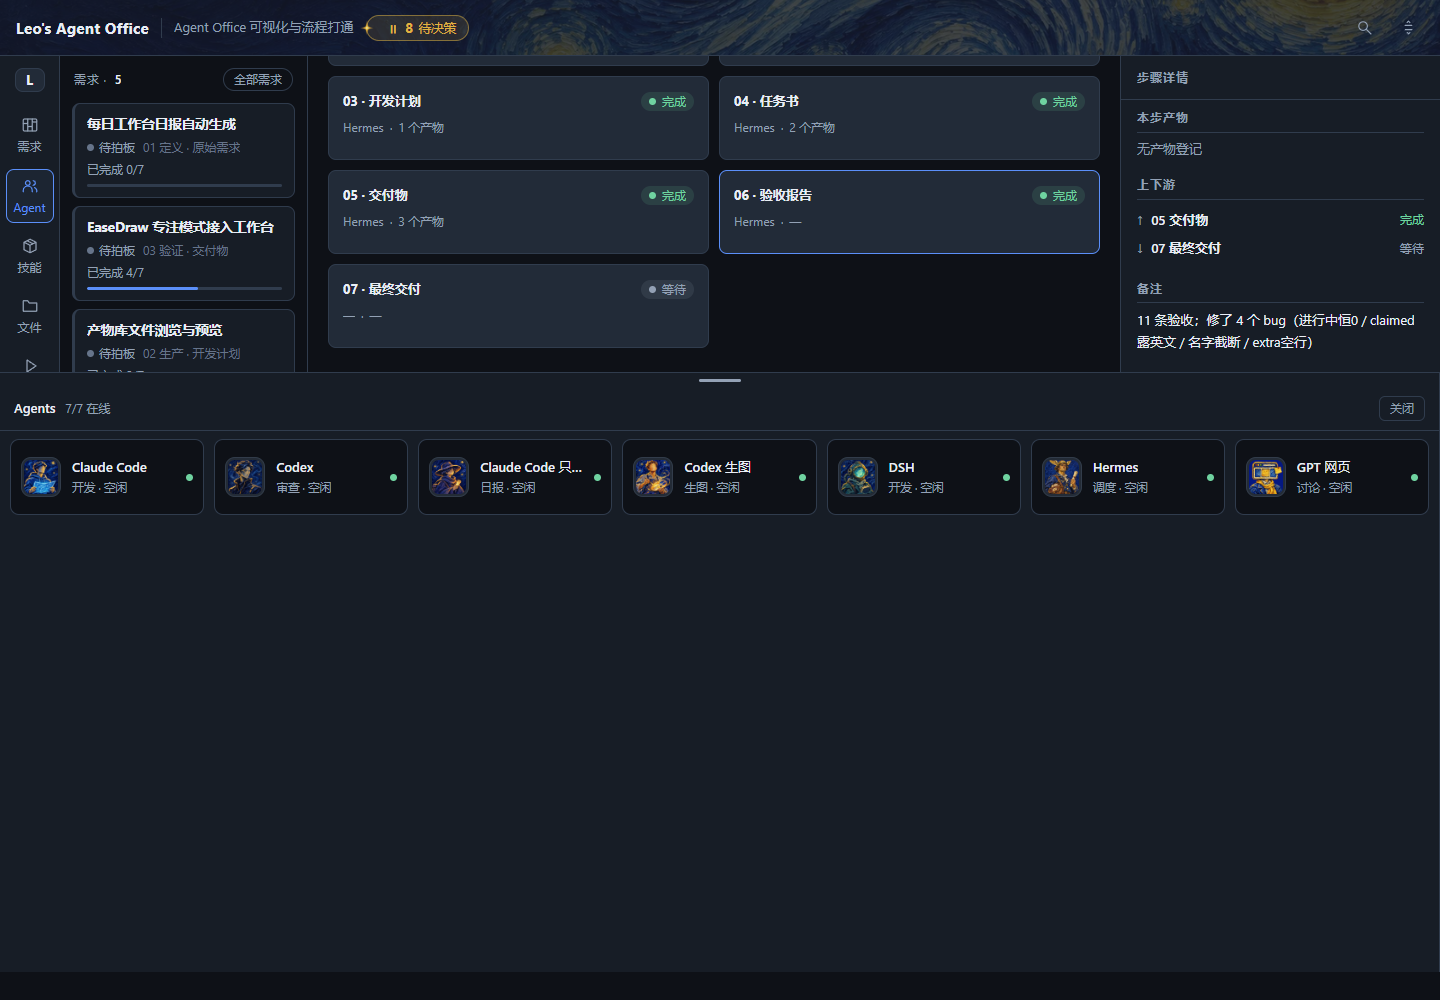 Leo's Agent Office
Agent Office 可视化与流程打通
8 待决策
L
需求
Agent
技能
文件
需求 · 5
全部需求
每日工作台日报自动生成
待拍板 01 定义 · 原始需求
已完成 0/7
EaseDraw 专注模式接入工作台
待拍板 03 验证 · 交付物
已完成 4/7
产物库文件浏览与预览
待拍板 02 生产 · 开发计划
03 · 开发计划
完成
Hermes · 1 个产物
04 · 任务书
完成
Hermes · 2 个产物
05 · 交付物
完成
Hermes · 3 个产物
06 · 验收报告
完成
Hermes · —
07 · 最终交付
等待
— · —
步骤详情
本步产物
无产物登记
上下游
↑ 05 交付物 完成
↓ 07 最终交付 等待
备注
11 条验收；修了 4 个 bug（进行中恒0 / claimed
露英文 / 名字截断 / extra空行）
Agents 7/7 在线
关闭
Claude Code
开发 · 空闲
Codex
审查 · 空闲
Claude Code 只...
日报 · 空闲
Codex 生图
生图 · 空闲
DSH
开发 · 空闲
Hermes
调度 · 空闲
GPT 网页
讨论 · 空闲